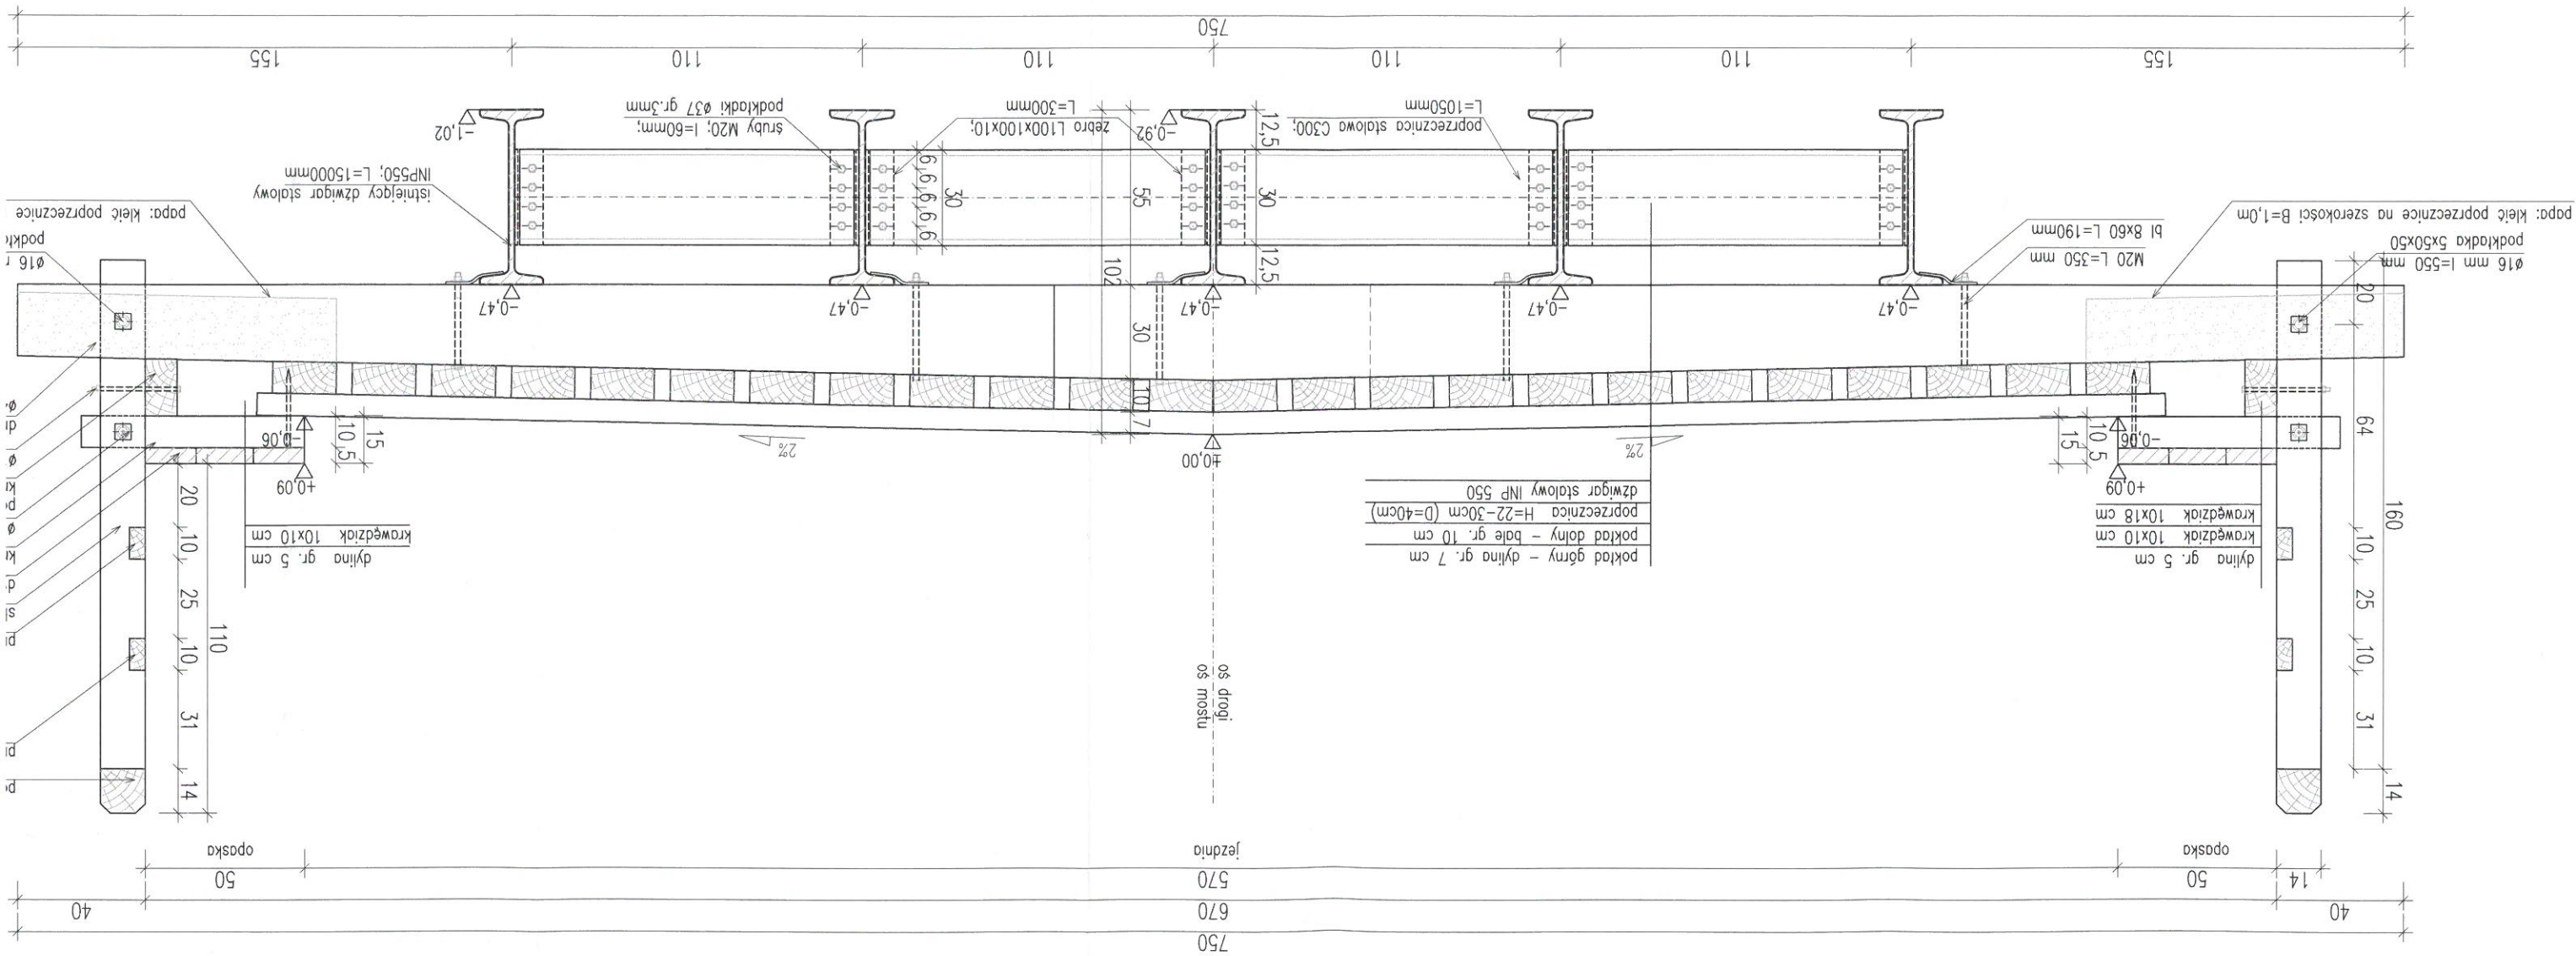 750
40
670
40
14
50
570
50
opaska
jezdnia
opaska
14
160
31
10
25
10
64
20
14
31
10
25
10
20
110
oś drogi
oś mostu
dylina gr. 5 cm
krawędziak 10x10 cm
krawędziak 10x18 cm
pokład górny – dylina gr. 7 cm
pokład dolny – bale gr. 10 cm
poprzecznica H=22-30cm (D=40cm)
dźwigar stalowy INP 550
dylina gr. 5 cm
krawędziak 10x10 cm
+0,09
-0,06
15
10
5
2%
±0,00
2%
+0,09
-0,06
15
10
5
7
10
30
102
55
-0,47
-0,47
-0,47
-0,47
-0,47
ø16 mm l=550 mm
podkładka 5x50x50
papa: kleić poprzecznice na szerokości B=1,0m
M20 L=350 mm
bl 8x60 L=190mm
papa: kleić poprzecznice
12,5
30
12,5
30
6
6
6
6
6
istniejący dźwigar stalowy
INP550; L=15000mm
poprzecznica stalowa C300;
L=1050mm
żebro L100x100x10;
L=300mm
śruby M20; l=60mm;
podkładki ø37 gr.3mm
-0,92
-1,02
155
110
110
110
110
155
750